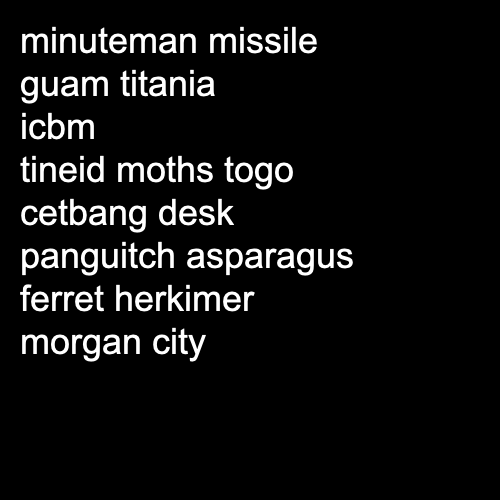 minuteman missile
guam titania
icbm
tineid moths togo
cetbang desk
panguitch asparagus
ferret herkimer
morgan city